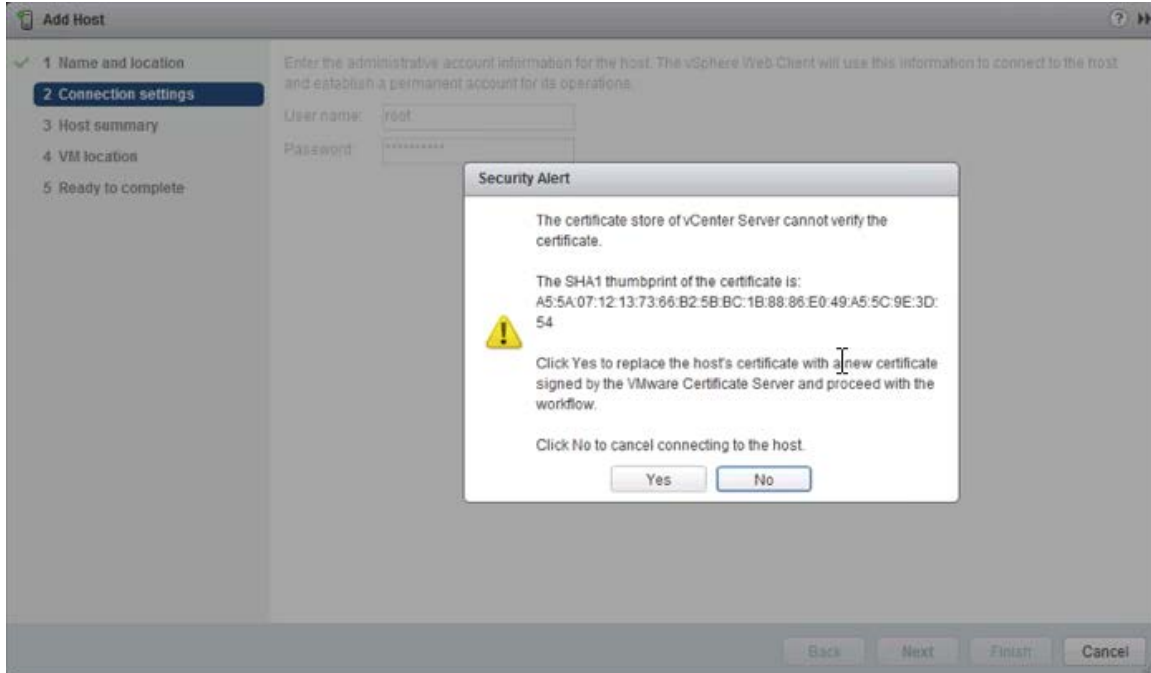 Add Host
1 Name and location
2 Connection settings
3 Host summary
4 VM location
5 Ready to complete
Enter the administrative account information for the host. The vSphere Web Client will use this information to connect to the host
and establish a permanent account for its operations.
User name: root
Password: **********
Security Alert
The certificate store of vCenter Server cannot verify the
certificate.
The SHA1 thumbprint of the certificate is:
A5:5A:07:12:13:73:66:B2:5B:BC:1B:88:86:E0:49:A5:5C:9E:3D:
54
Click Yes to replace the host's certificate with a new certificate
signed by the VMware Certificate Server and proceed with the
workflow.
Click No to cancel connecting to the host.
Yes No
Back Next Finish Cancel